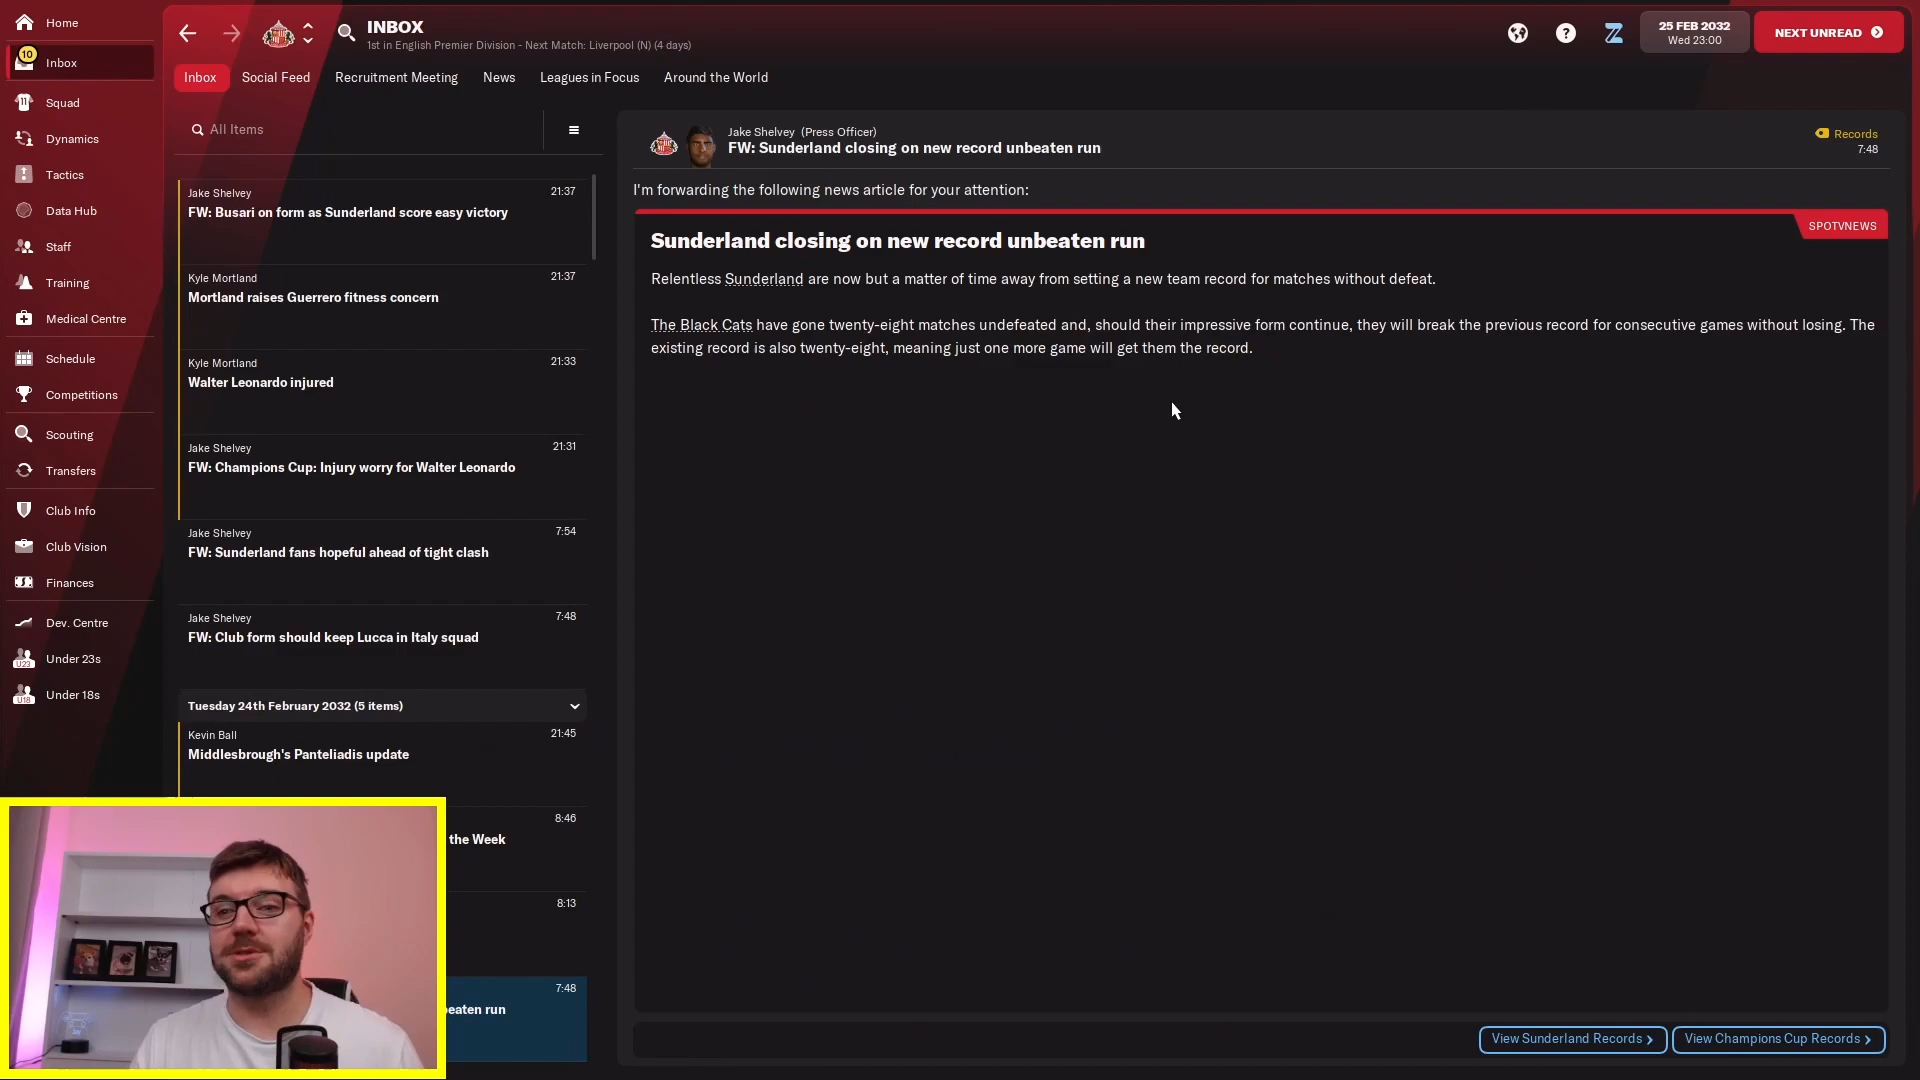 Home
10
Inbox
Squad
Dynamics
Tactics
Data Hub
Staff
Training
Medical Centre
Schedule
Competitions
Scouting
Transfers
Club Info
Club Vision
Finances
Dev. Centre
U23
Under 23s
U18
Under 18s
INBOX
1st in English Premier Division - Next Match: Liverpool (N) (4 days)
?
25 FEB 2032
Wed 23:00
NEXT UNREAD
Inbox
Social Feed
Recruitment Meeting
News
Leagues in Focus
Around the World
All Items
Jake Shelvey 21:37
FW: Busari on form as Sunderland score easy victory
Kyle Mortland 21:37
Mortland raises Guerrero fitness concern
Kyle Mortland 21:33
Walter Leonardo injured
Jake Shelvey 21:31
FW: Champions Cup: Injury worry for Walter Leonardo
Jake Shelvey 7:54
FW: Sunderland fans hopeful ahead of tight clash
Jake Shelvey 7:48
FW: Club form should keep Lucca in Italy squad
Tuesday 24th February 2032 (5 items)
Kevin Ball 21:45
Middlesbrough's Panteliadis update
8:46
the Week
8:13
7:48
eaten run
Jake Shelvey (Press Officer)
FW: Sunderland closing on new record unbeaten run
Records
7:48
I'm forwarding the following news article for your attention:
SPOTVNEWS
Sunderland closing on new record unbeaten run
Relentless Sunderland are now but a matter of time away from setting a new team record for matches without defeat.
The Black Cats have gone twenty-eight matches undefeated and, should their impressive form continue, they will break the previous record for consecutive games without losing. The
existing record is also twenty-eight, meaning just one more game will get them the record.
View Sunderland Records
View Champions Cup Records